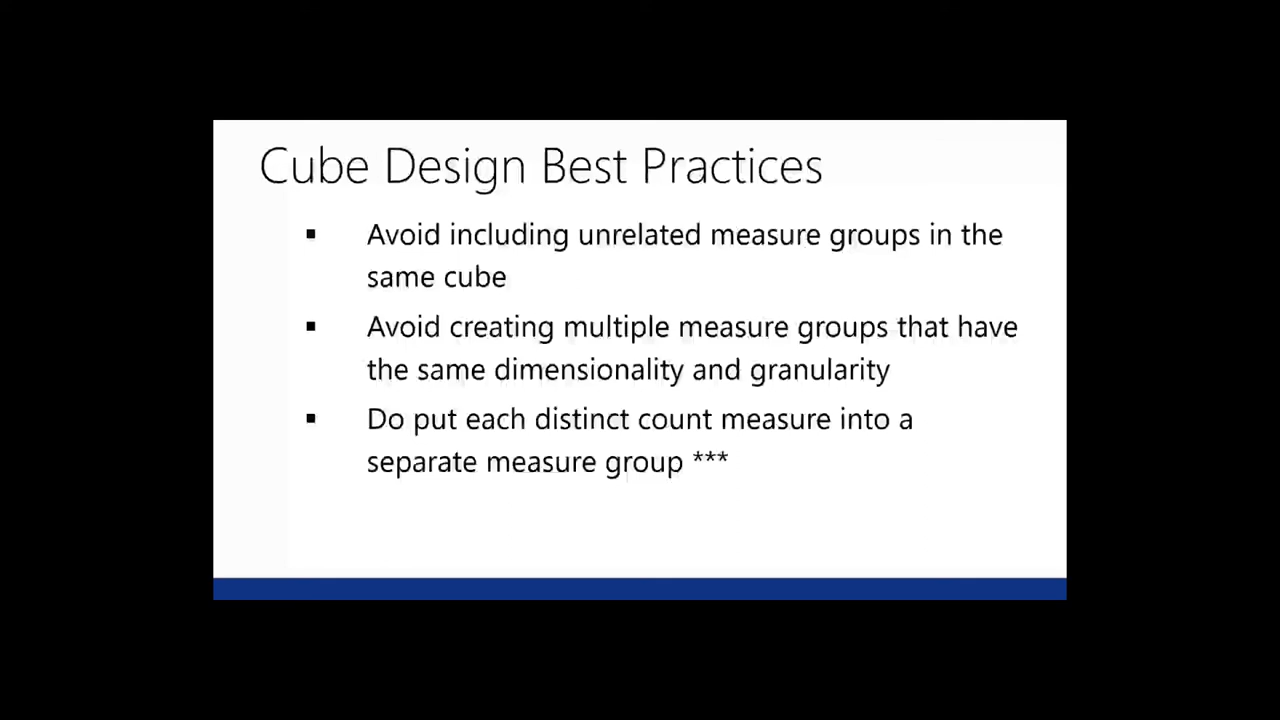 Cube Design Best Practices
▪ Avoid including unrelated measure groups in the
same cube
▪ Avoid creating multiple measure groups that have
the same dimensionality and granularity
▪ Do put each distinct count measure into a
separate measure group ***